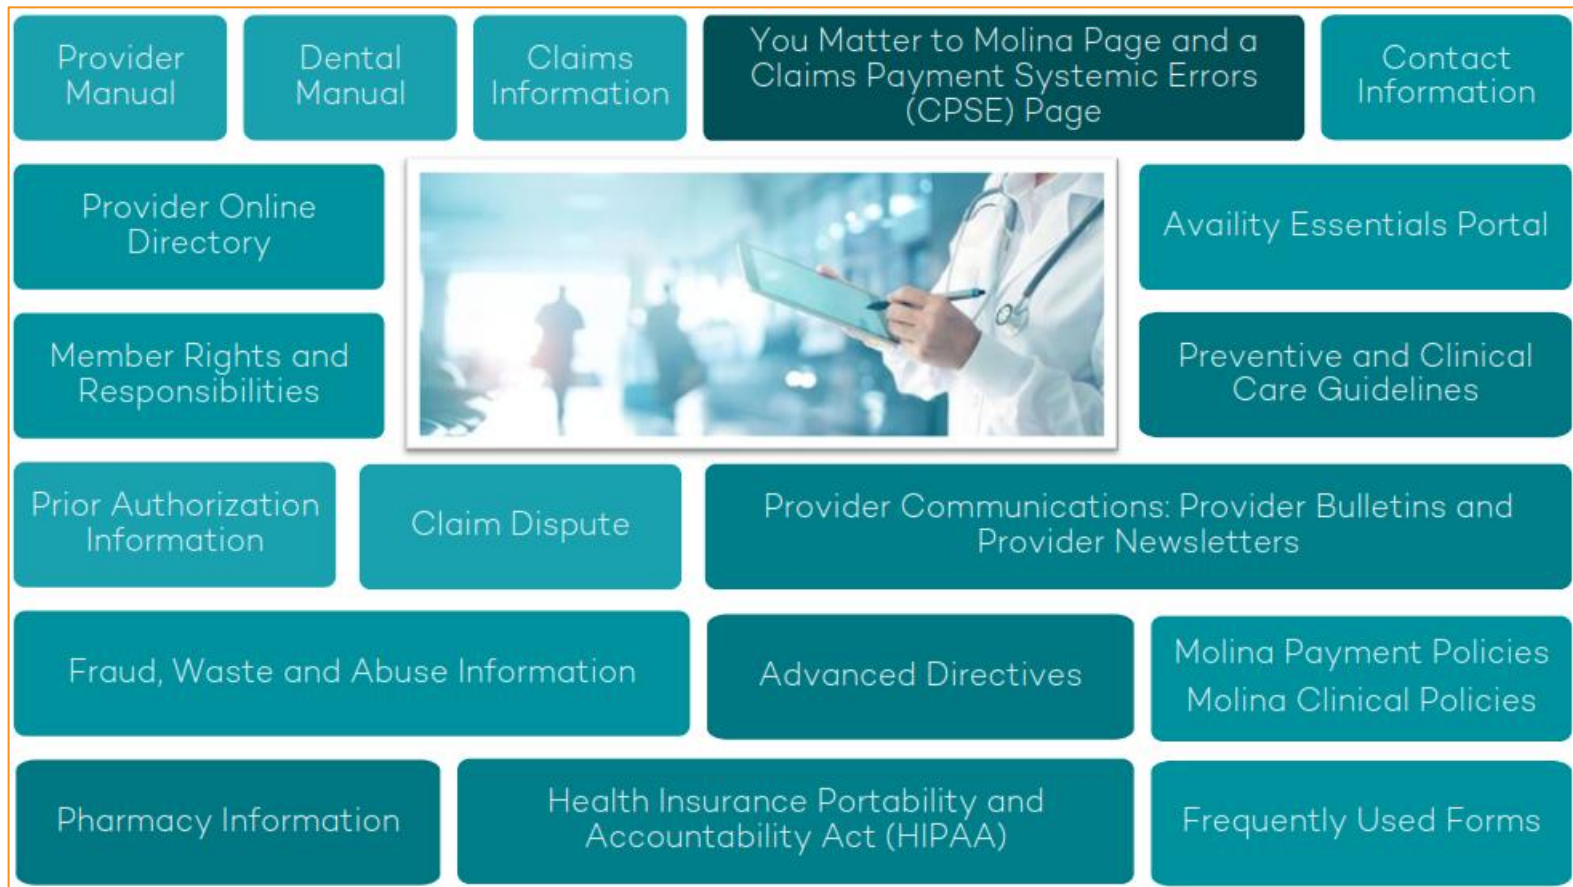 Provider
Manual
Dental
Manual
Claims
Information
You Matter to Molina Page and a
Claims Payment Systemic Errors
(CPSE) Page
Contact
Information
Provider Online
Directory
Availity Essentials Portal
Member Rights and
Responsibilities
Preventive and Clinical
Care Guidelines
Prior Authorization
Information
Claim Dispute
Provider Communications: Provider Bulletins and
Provider Newsletters
Fraud, Waste and Abuse Information
Advanced Directives
Molina Payment Policies
Molina Clinical Policies
Pharmacy Information
Health Insurance Portability and
Accountability Act (HIPAA)
Frequently Used Forms